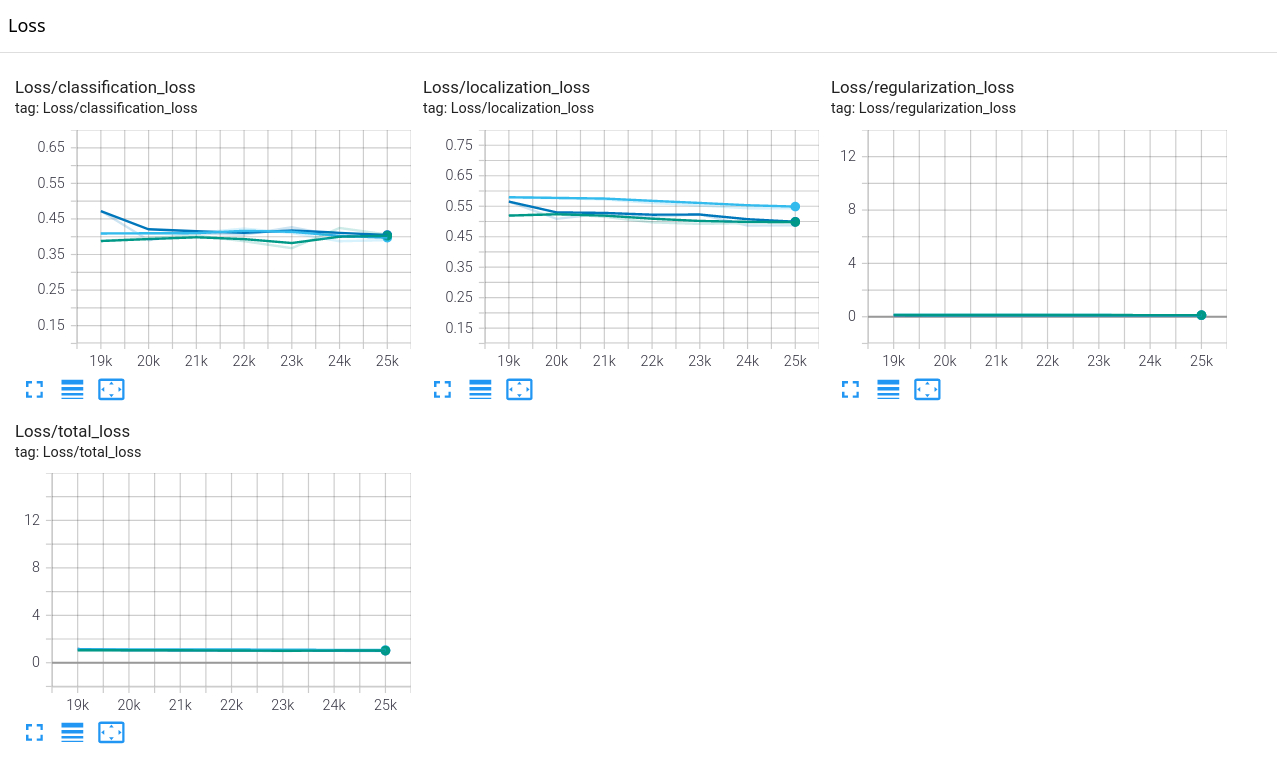 Loss
Loss/classification_loss
tag: Loss/classification_loss
0.65
0.55
0.45
0.35
0.25
0.15
19k 20k 21k 22k 23k 24k 25k
Loss/localization_loss
tag: Loss/localization_loss
0.75
0.65
0.55
0.45
0.35
0.25
0.15
19k 20k 21k 22k 23k 24k 25k
Loss/regularization_loss
tag: Loss/regularization_loss
12
8
4
0
19k 20k 21k 22k 23k 24k 25k
Loss/total_loss
tag: Loss/total_loss
12
8
4
0
19k 20k 21k 22k 23k 24k 25k